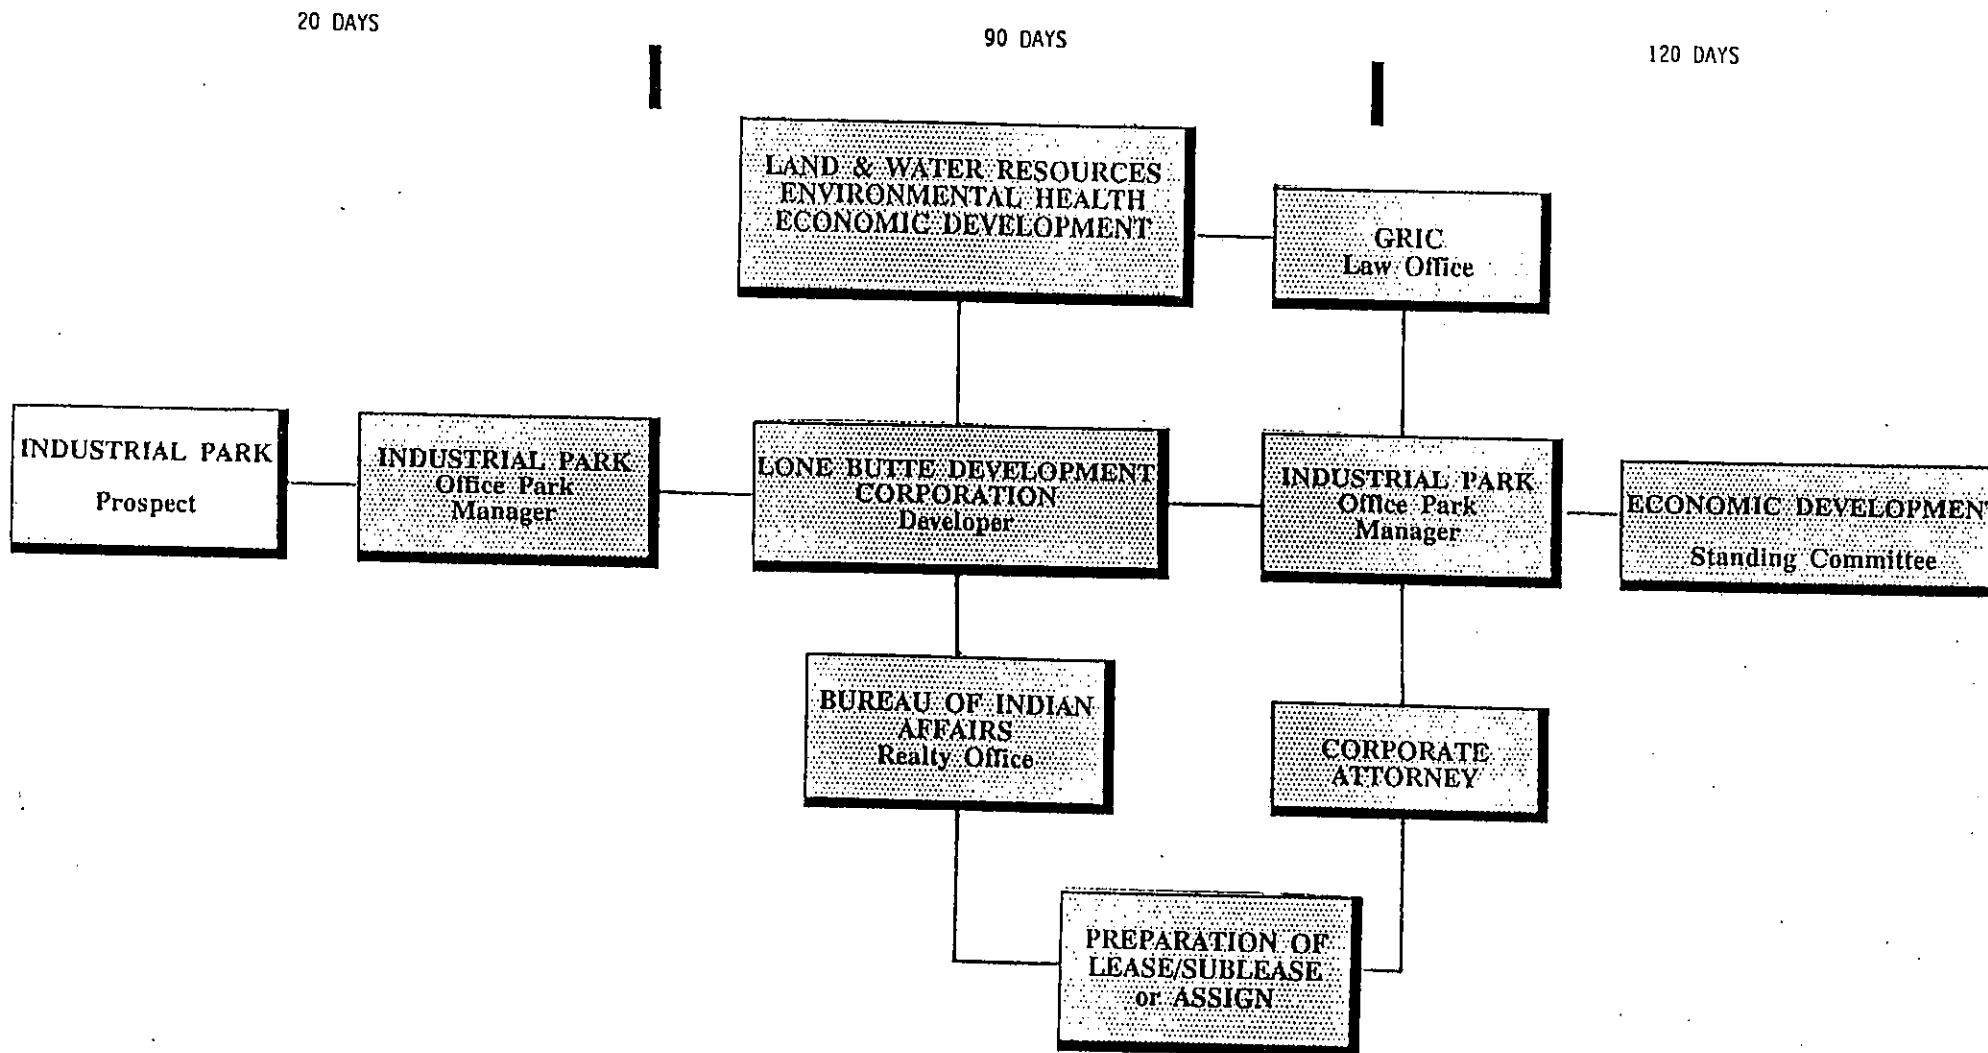 20 DAYS
90 DAYS
120 DAYS
LAND & WATER RESOURCES
ENVIRONMENTAL HEALTH
ECONOMIC DEVELOPMENT
GRIC
Law Office
INDUSTRIAL PARK
Prospect
INDUSTRIAL PARK
Office Park
Manager
LONE BUTTE DEVELOPMENT
CORPORATION
Developer
INDUSTRIAL PARK
Office Park
Manager
ECONOMIC DEVELOPMENT
Standing Committee
BUREAU OF INDIAN
AFFAIRS
Realty Office
CORPORATE
ATTORNEY
PREPARATION OF
LEASE/SUBLEASE
or ASSIGN